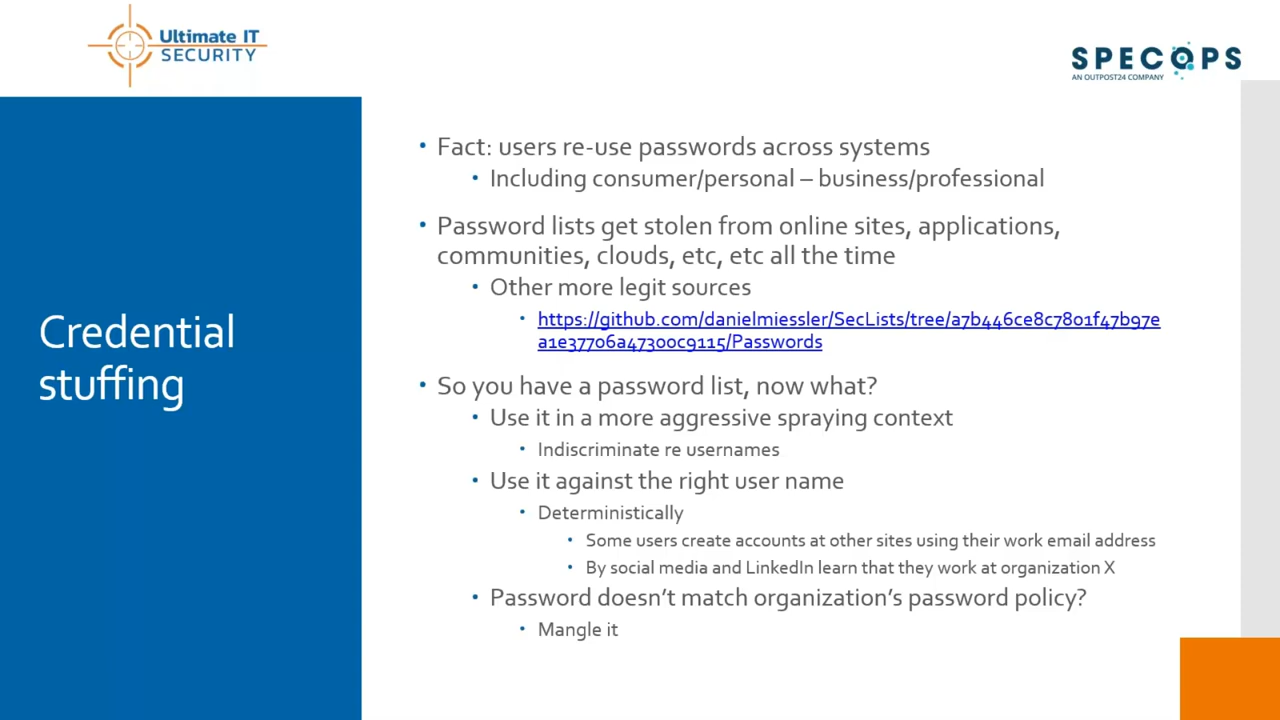 Ultimate IT
SECURITY
SPECOPS
AN OUTPOST24 COMPANY
Credential
stuffing
• Fact: users re-use passwords across systems
• Including consumer/personal – business/professional
• Password lists get stolen from online sites, applications,
communities, clouds, etc, etc all the time
• Other more legit sources
• https://github.com/danielmiessler/SecLists/tree/a7b446ce8c7801f47b97e
a1e37706a47300c9115/Passwords
• So you have a password list, now what?
• Use it in a more aggressive spraying context
• Indiscriminate re usernames
• Use it against the right user name
• Deterministically
• Some users create accounts at other sites using their work email address
• By social media and LinkedIn learn that they work at organization X
• Password doesn’t match organization’s password policy?
• Mangle it